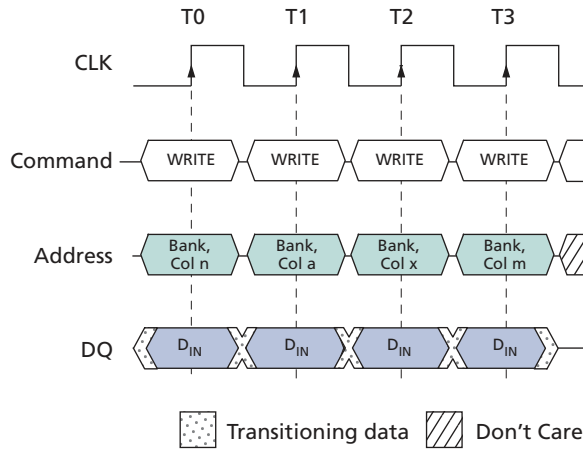 T0 T1 T2 T3
CLK
Command WRITE WRITE WRITE WRITE
Address Bank, Col n Bank, Col a Bank, Col x Bank, Col m
DQ DIN DIN DIN DIN
Transitioning data Don't Care